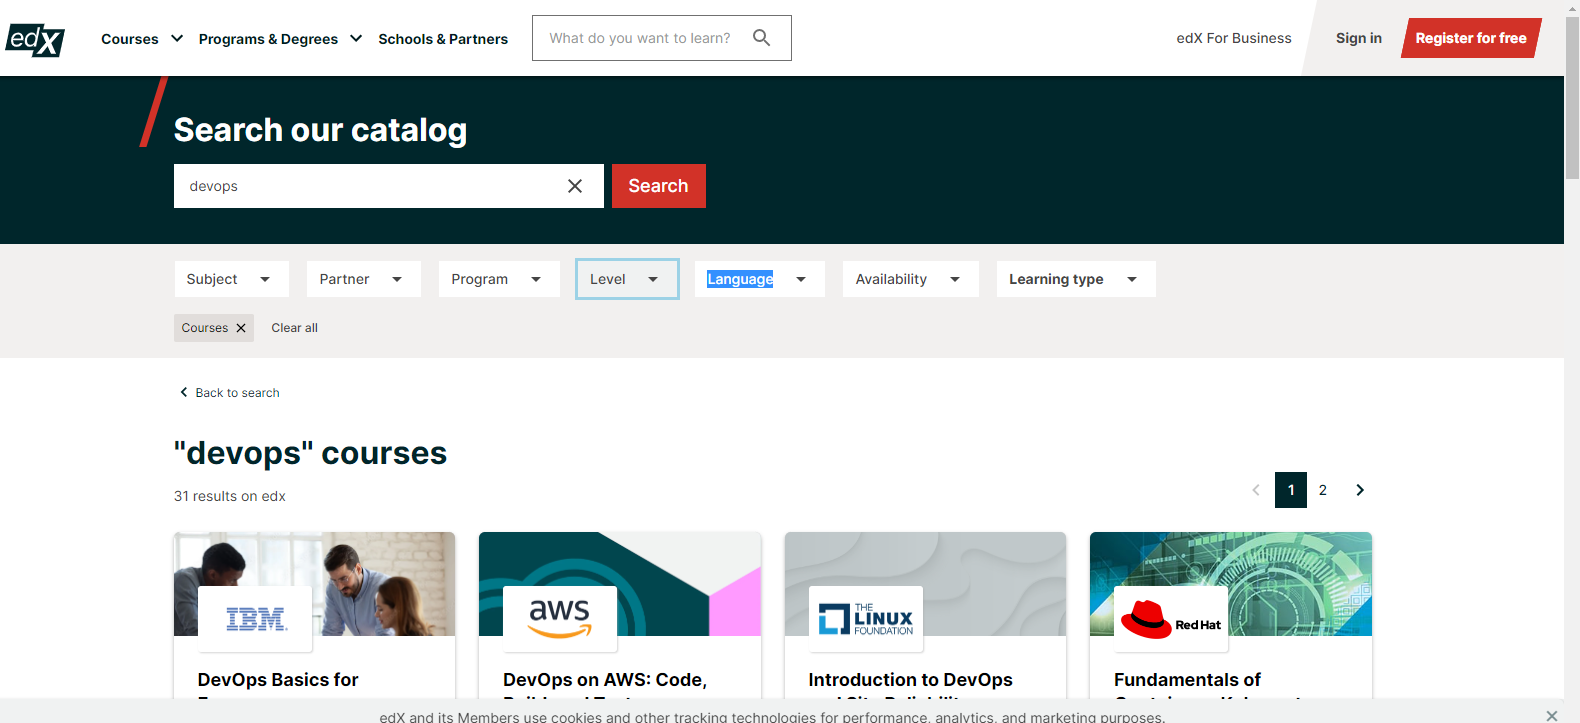 edX Courses Programs & Degrees Schools & Partners What do you want to learn? edX For Business Sign in Register for free
Search our catalog
devops Search
Subject Partner Program Level Language Availability Learning type
Courses Clear all
Back to search
"devops" courses
31 results on edx
1 2
IBM aws THE LINUX FOUNDATION Red Hat
DevOps Basics for DevOps on AWS: Code, Introduction to DevOps Fundamentals of
edX and its Members use cookies and other tracking technologies for performance, analytics, and marketing purposes.